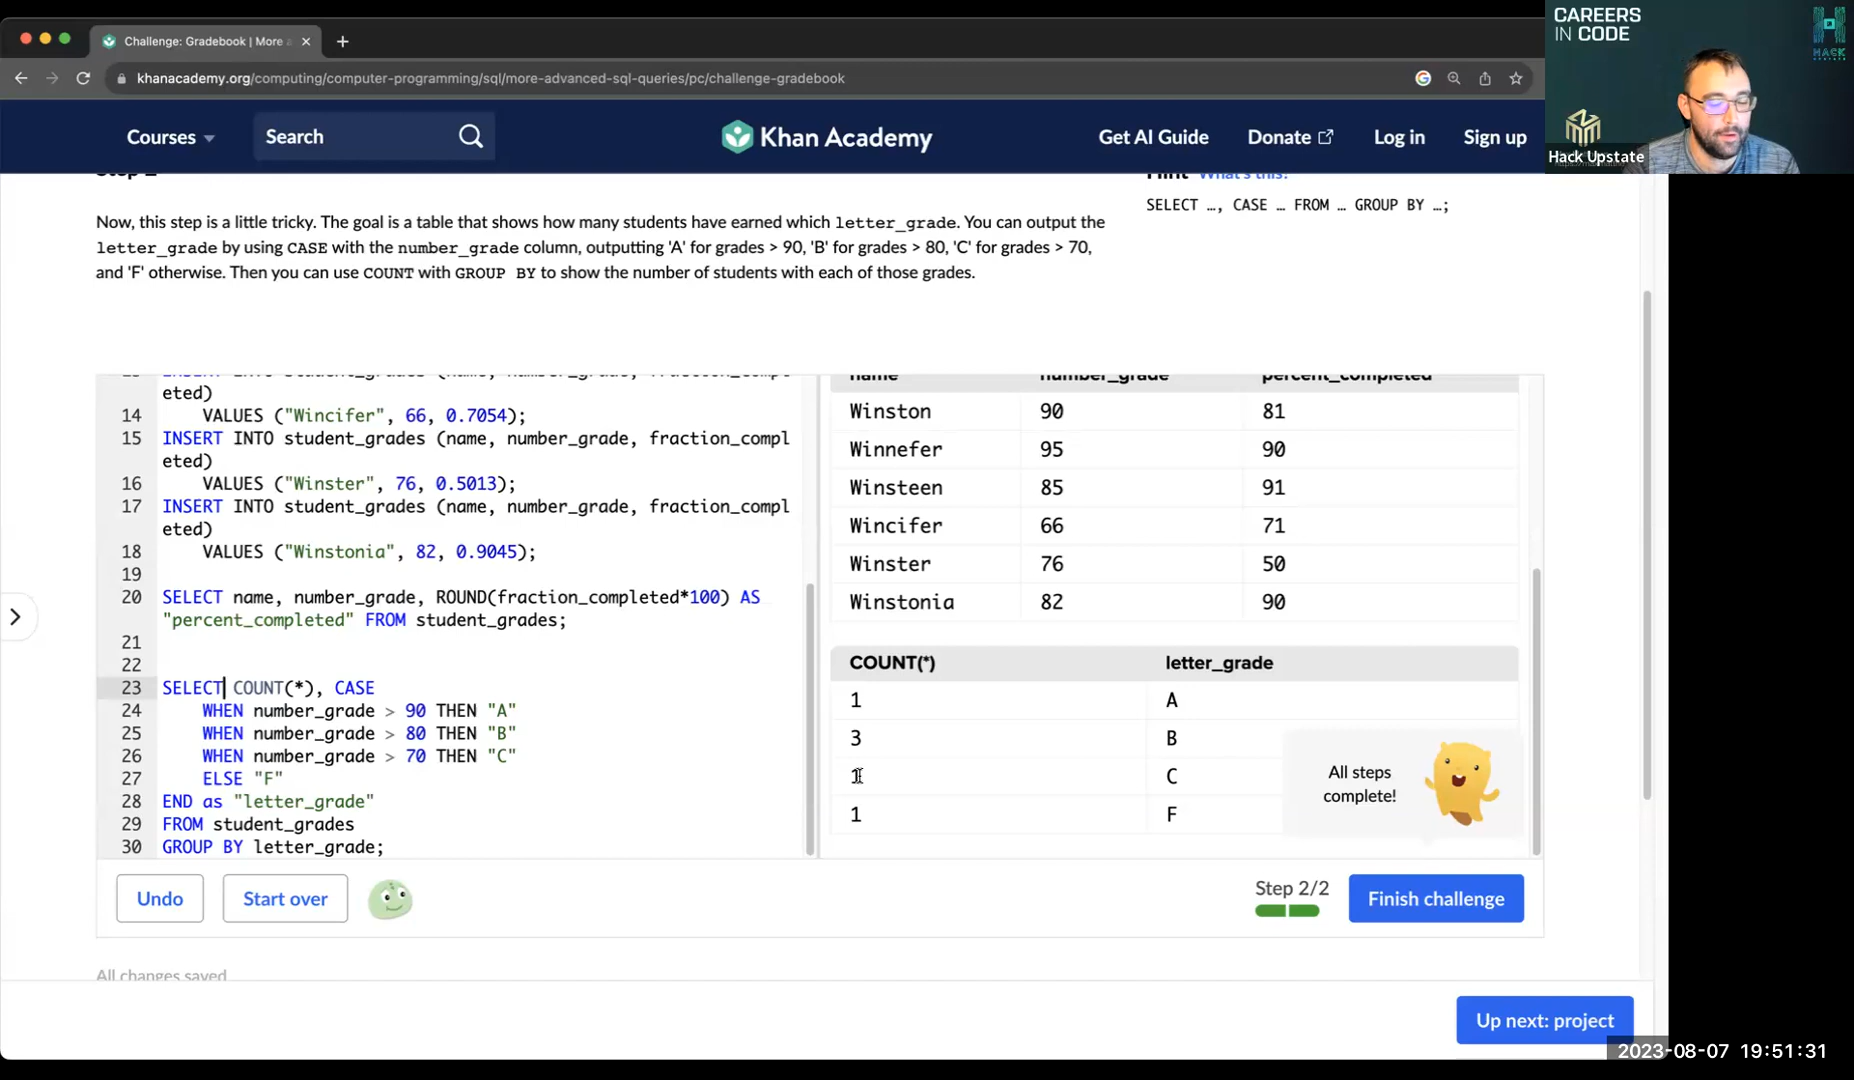 Challenge: Gradebook | More a
khanacademy.org/computing/computer-programming/sql/more-advanced-sql-queries/pc/challenge-gradebook
CAREERS
IN CODE
HACK
Hack Upstate
Courses
Search
Khan Academy
Get AI Guide
Donate
Log in
Sign up
What's this?
SELECT …, CASE … FROM … GROUP BY …;
Now, this step is a little tricky. The goal is a table that shows how many students have earned which letter_grade. You can output the
letter_grade by using CASE with the number_grade column, outputting 'A' for grades > 90, 'B' for grades > 80, 'C' for grades > 70,
and 'F' otherwise. Then you can use COUNT with GROUP BY to show the number of students with each of those grades.
eted)
14 VALUES ("Wincifer", 66, 0.7054);
15 INSERT INTO student_grades (name, number_grade, fraction_compl
eted)
16 VALUES ("Winster", 76, 0.5013);
17 INSERT INTO student_grades (name, number_grade, fraction_compl
eted)
18 VALUES ("Winstonia", 82, 0.9045);
19
20 SELECT name, number_grade, ROUND(fraction_completed*100) AS
"percent_completed" FROM student_grades;
21
22
23 SELECT COUNT(*), CASE
24 WHEN number_grade > 90 THEN "A"
25 WHEN number_grade > 80 THEN "B"
26 WHEN number_grade > 70 THEN "C"
27 ELSE "F"
28 END as "letter_grade"
29 FROM student_grades
30 GROUP BY letter_grade;
name number_grade percent_completed
Winston 90 81
Winnefer 95 90
Winsteen 85 91
Wincifer 66 71
Winster 76 50
Winstonia 82 90
COUNT(*) letter_grade
1 A
3 B
1 C
1 F
All steps
complete!
Undo
Start over
Step 2/2
Finish challenge
All changes saved
Up next: project
2023-08-07 19:51:31